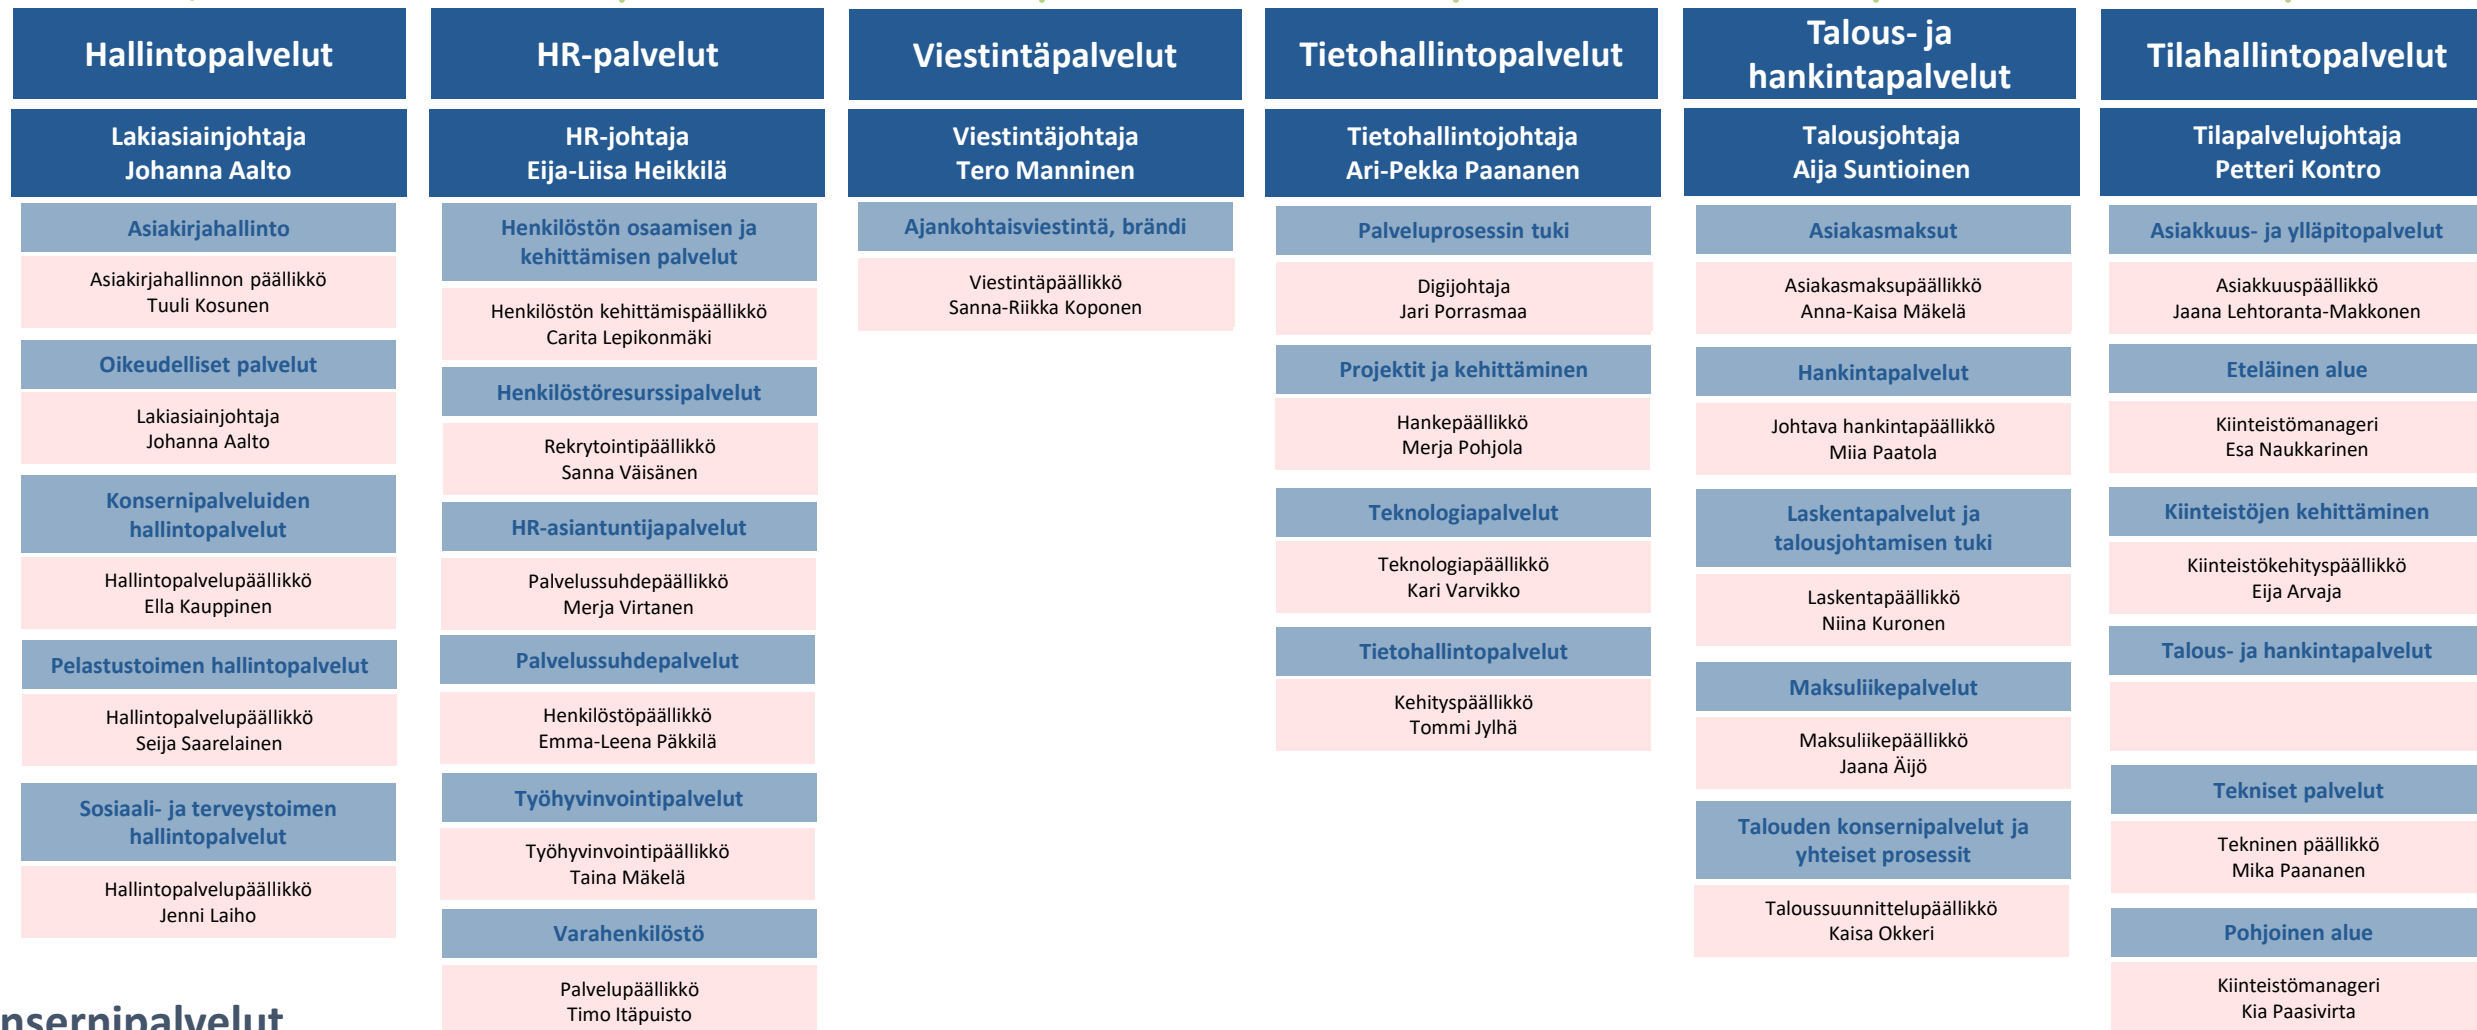 Hallintopalvelut
Lakiasiainjohtaja
Johanna Aalto
Asiakirjahallinto
Asiakirjahallinnon päällikkö
Tuuli Kosunen
Oikeudelliset palvelut
Lakiasiainjohtaja
Johanna Aalto
Konsernipalveluiden
hallintopalvelut
Hallintopalvelupäällikkö
Ella Kauppinen
Pelastustoimen hallintopalvelut
Hallintopalvelupäällikkö
Seija Saarelainen
Sosiaali- ja terveystoimen
hallintopalvelut
Hallintopalvelupäällikkö
Jenni Laiho
HR-palvelut
HR-johtaja
Eija-Liisa Heikkilä
Henkilöstön osaamisen ja
kehittämisen palvelut
Henkilöstön kehittämispäällikkö
Carita Lepikonmäki
Henkilöstöresurssipalvelut
Rekrytointipäällikkö
Sanna Väisänen
HR-asiantuntijapalvelut
Palvelussuhdepäällikkö
Merja Virtanen
Palvelussuhdepalvelut
Henkilöstöpäällikkö
Emma-Leena Päkkilä
Työhyvinvointipalvelut
Työhyvinvointipäällikkö
Taina Mäkelä
Varahenkilöstö
Palvelupäällikkö
Timo Itäpuisto
Viestintäpalvelut
Viestintäjohtaja
Tero Manninen
Ajankohtaisviestintä, brändi
Viestintäpäällikkö
Sanna-Riikka Koponen
Tietohallintopalvelut
Tietohallintojohtaja
Ari-Pekka Paananen
Palveluprosessin tuki
Digijohtaja
Jari Porrasmaa
Projektit ja kehittäminen
Hankepäällikkö
Merja Pohjola
Teknologiapalvelut
Teknologiapäällikkö
Kari Varvikko
Tietohallintopalvelut
Kehityspäällikkö
Tommi Jylhä
Talous- ja
hankintapalvelut
Talousjohtaja
Aija Suntioinen
Asiakasmaksut
Asiakasmaksupäällikkö
Anna-Kaisa Mäkelä
Hankintapalvelut
Johtava hankintapäällikkö
Miia Paatola
Laskentapalvelut ja
talousjohtamisen tuki
Laskentapäällikkö
Niina Kuronen
Maksuliikepalvelut
Maksuliikepäällikkö
Jaana Äijö
Talouden konsernipalvelut ja
yhteiset prosessit
Taloussuunnittelupäällikkö
Kaisa Okkeri
Tilahallintopalvelut
Tilapalvelujohtaja
Petteri Kontro
Asiakkuus- ja ylläpitopalvelut
Asiakkuuspäällikkö
Jaana Lehtoranta-Makkonen
Eteläinen alue
Kiinteistömanageri
Esa Naukkarinen
Kiinteistöjen kehittäminen
Kiinteistökehityspäällikkö
Eija Arvaja
Talous- ja hankintapalvelut
Tekniset palvelut
Tekninen päällikkö
Mika Paananen
Pohjoinen alue
Kiinteistömanageri
Kia Paasivirta
nsernipalvelut